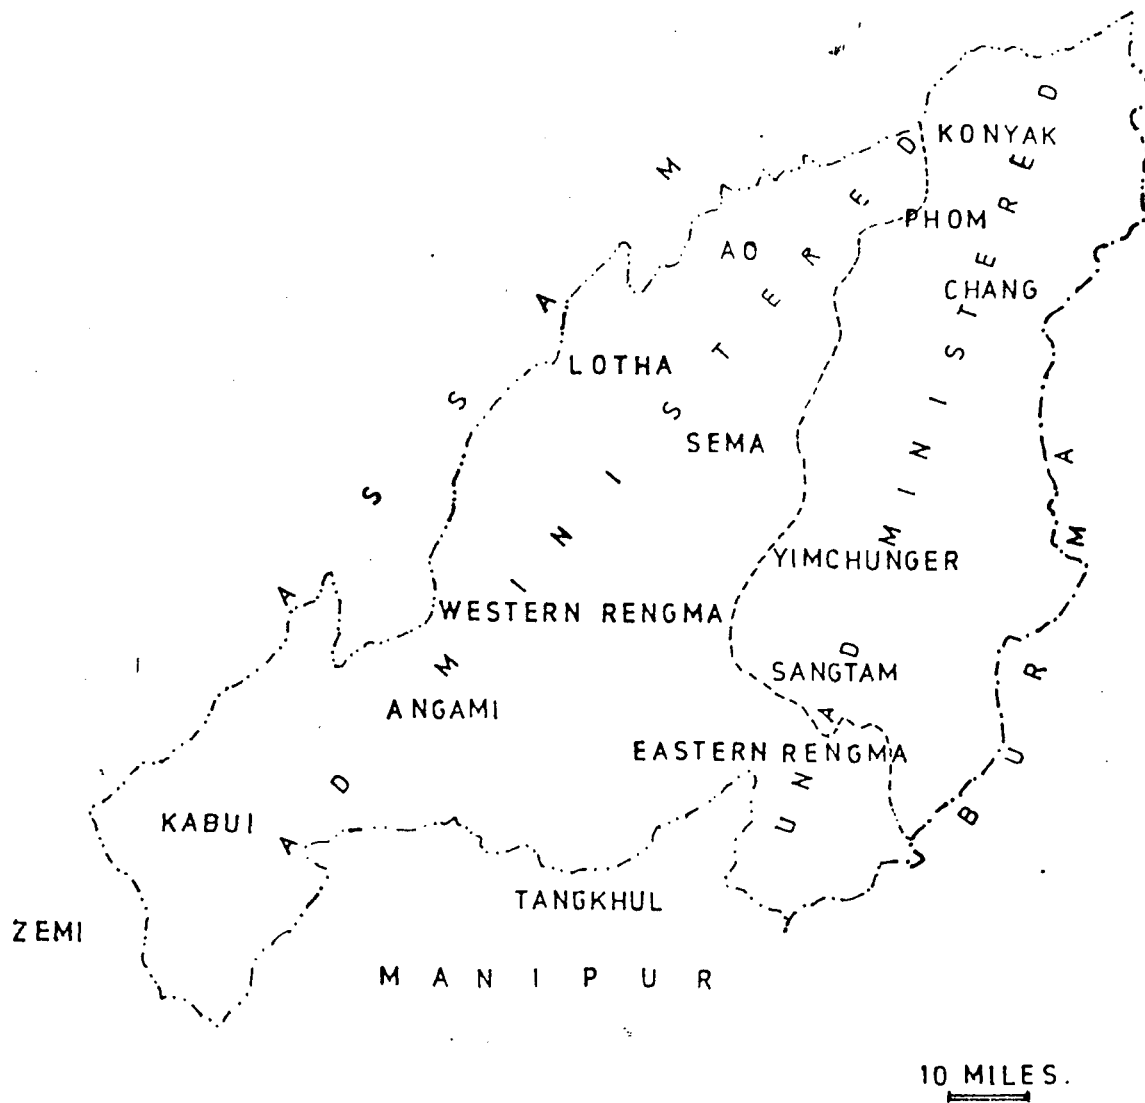 KONYAK
PHOM
AO
CHANG
LOTHA
SEMA
YIMCHUNGER
WESTERN RENGMA
SANGTAM
ANGAMI
EASTERN RENGMA
KABUI
TANGKHUL
ZEMI
MANIPUR
ASSAM
ADMINISTERED
UNADMINISTERED
BURMA
10 MILES.